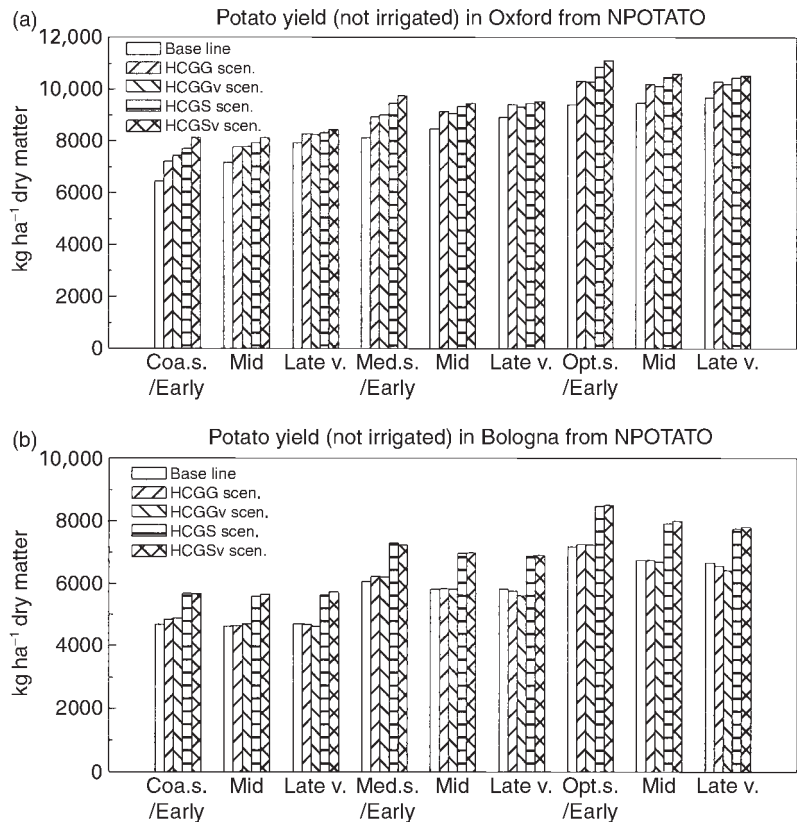 (a) Potato yield (not irrigated) in Oxford from NPOTATO
12,000
10,000
8000
6000
4000
2000
0
kg ha⁻¹ dry matter
Base line
HCGG scen.
HCGGv scen.
HCGS scen.
HCGSv scen.
Coa.s. Mid Late v. Med.s. Mid Late v. Opt.s. Mid Late v.
/Early /Early /Early
(b) Potato yield (not irrigated) in Bologna from NPOTATO
10,000
8000
6000
4000
2000
0
kg ha⁻¹ dry matter
Base line
HCGG scen.
HCGGv scen.
HCGS scen.
HCGSv scen.
Coa.s. Mid Late v. Med.s. Mid Late v. Opt.s. Mid Late v.
/Early /Early /Early